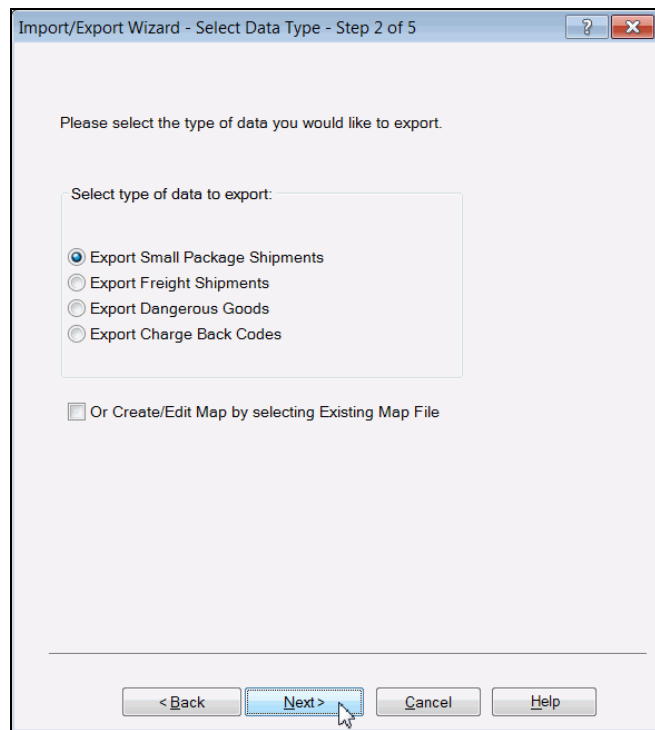 Import/Export Wizard - Select Data Type - Step 2 of 5
?
Please select the type of data you would like to export.
Select type of data to export:
Export Small Package Shipments
Export Freight Shipments
Export Dangerous Goods
Export Charge Back Codes
Or Create/Edit Map by selecting Existing Map File
< Back Next > Cancel Help